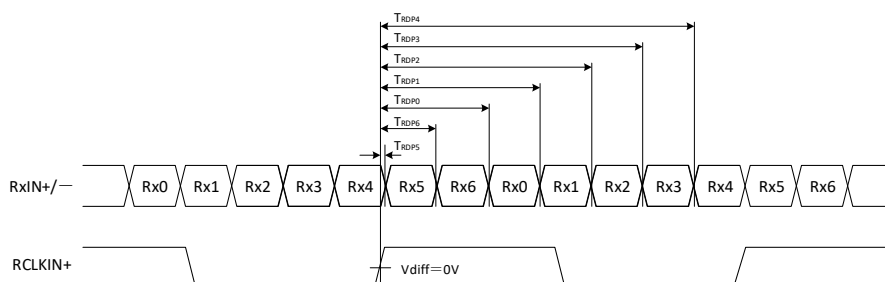 TRDP4
TRDP3
TRDP2
TRDP1
TRDP0
TRDP6
TRDP5
RxIN+/— Rx0 Rx1 Rx2 Rx3 Rx4 Rx5 Rx6 Rx0 Rx1 Rx2 Rx3 Rx4 Rx5 Rx6
RCLKIN+ Vdiff=0V